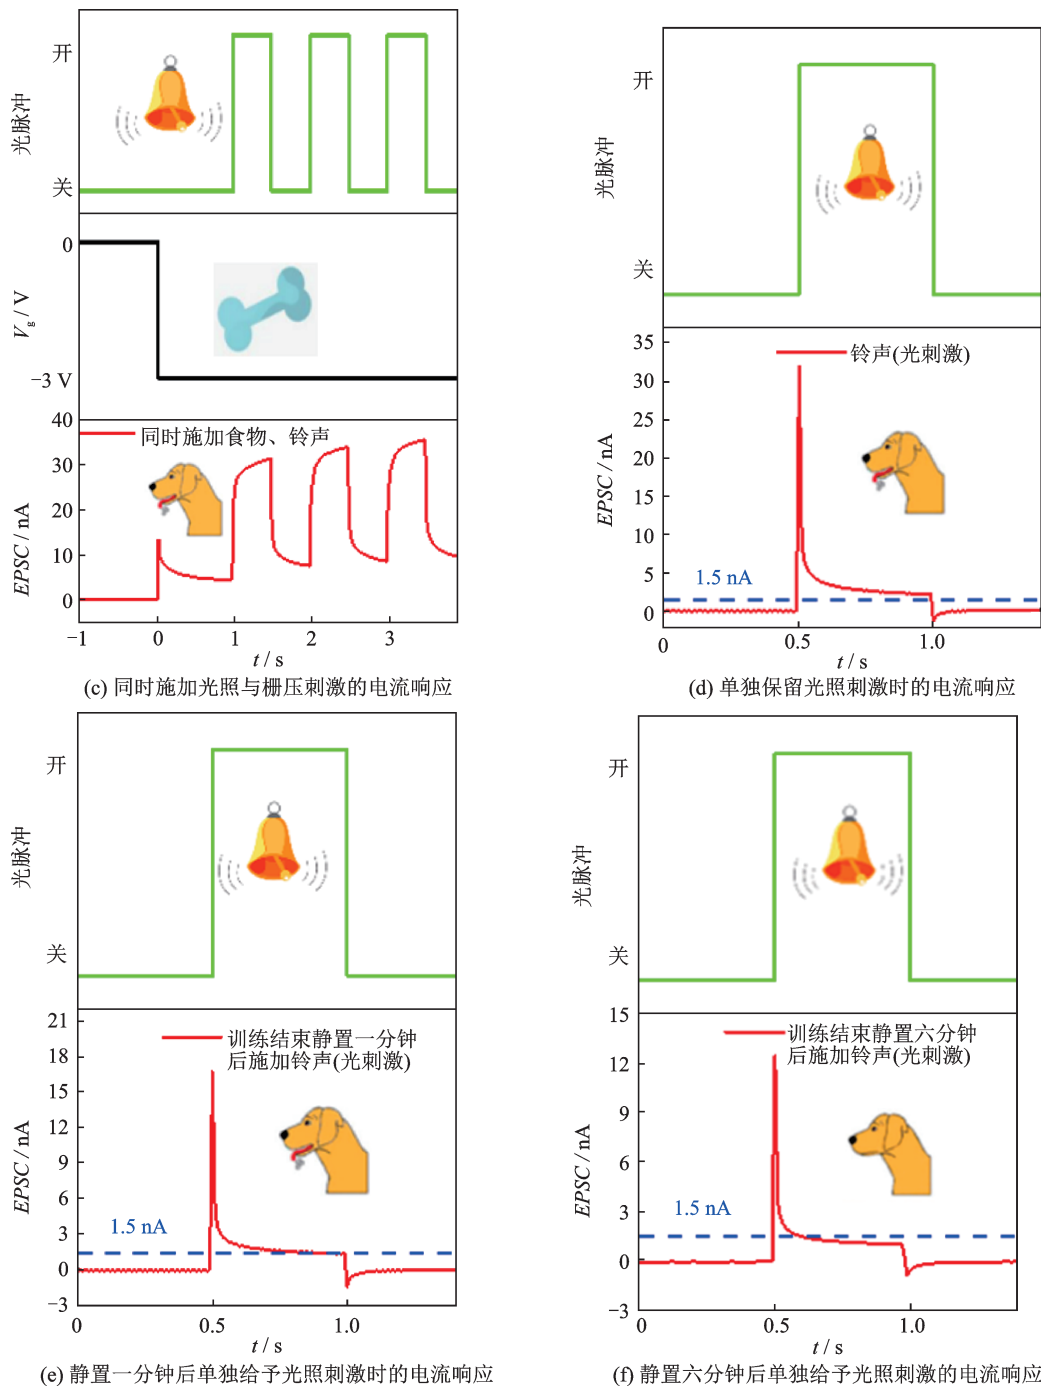 开
光脉冲
关
0
Vg / V
−3 V
40
同时施加食物、铃声
30
20
10
0
EPSC / nA
−1 0 1 2 3
t / s
(c) 同时施加光照与栅压刺激的电流响应
开
光脉冲
关
35
30
25
20
15
10
5
0
EPSC / nA
铃声(光刺激)
1.5 nA
0 0.5 1.0
t / s
(d) 单独保留光照刺激时的电流响应
开
光脉冲
关
21
18
15
12
9
6
3
0
−3
EPSC / nA
训练结束静置一分钟
后施加铃声(光刺激)
1.5 nA
0 0.5 1.0
t / s
(e) 静置一分钟后单独给予光照刺激时的电流响应
开
光脉冲
关
15
12
9
6
3
0
−3
EPSC / nA
训练结束静置六分钟
后施加铃声(光刺激)
1.5 nA
0 0.5 1.0
t / s
(f) 静置六分钟后单独给予光照刺激的电流响应